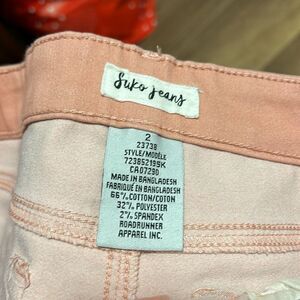 Suko Jeans
2
23738
STYLE/MODÈLE
7238S2195K
CA07290
MADE IN BANGLADESH
FABRIQUÉ EN BANGLADESH
66% COTTON/COTON
32% POLYESTER
2% SPANDEX
ROADRUNNER
APPAREL INC.